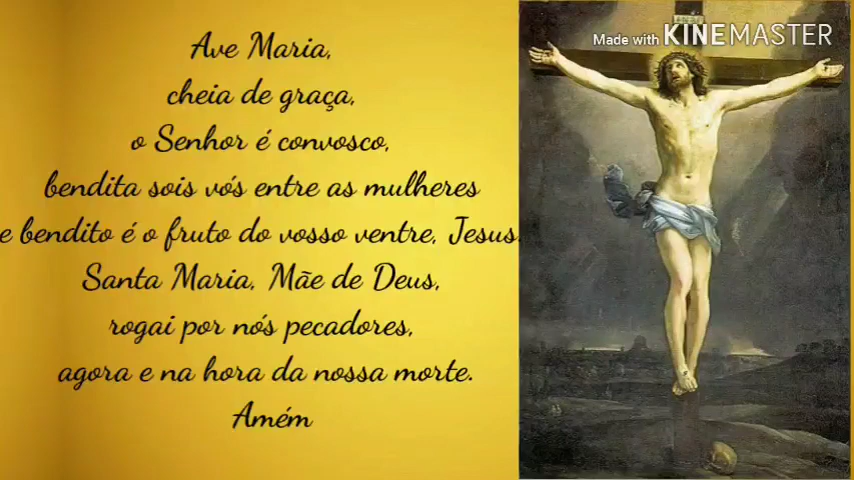 Ave Maria,
cheia de graça,
o Senhor é convosco,
bendita sois vós entre as mulheres
e bendito é o fruto do vosso ventre, Jesus.
Santa Maria, Mãe de Deus,
rogai por nós pecadores,
agora e na hora da nossa morte.
Amém
Made with KINEMASTER